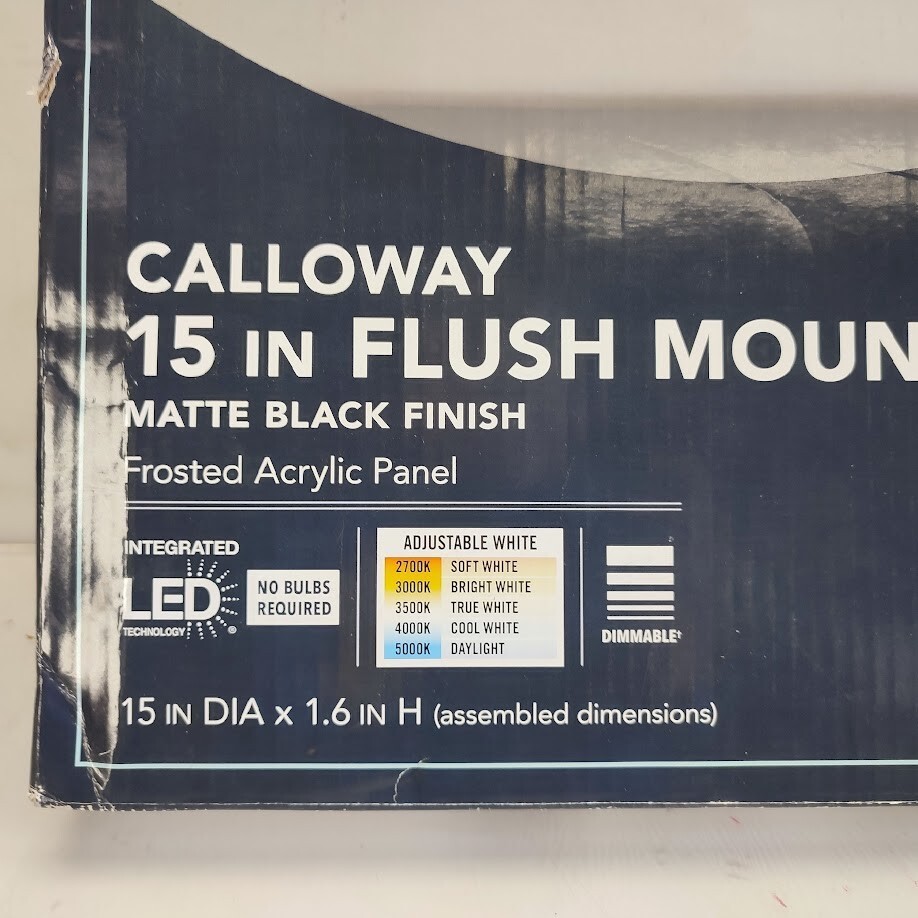 CALLOWAY
15 IN FLUSH MOUN
MATTE BLACK FINISH
Frosted Acrylic Panel
INTEGRATED
LED
TECHNOLOGY ®
NO BULBS
REQUIRED
ADJUSTABLE WHITE
2700K SOFT WHITE
3000K BRIGHT WHITE
3500K TRUE WHITE
4000K COOL WHITE
5000K DAYLIGHT
DIMMABLE†
15 IN DIA x 1.6 IN H (assembled dimensions)